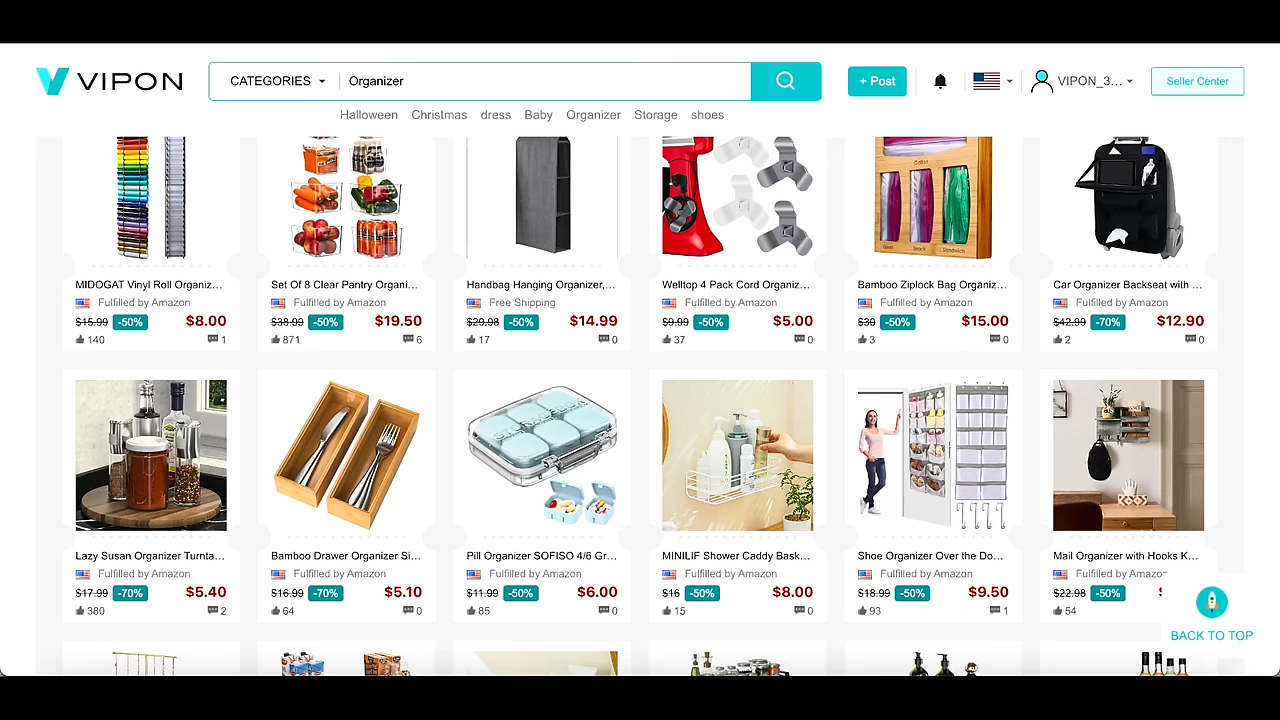 VIPON
CATEGORIES
Organizer
+ Post
VIPON_3...
Seller Center
Halloween Christmas dress Baby Organizer Storage shoes
Gallon
Snack
Sandwich
MIDOGAT Vinyl Roll Organiz...
Fulfilled by Amazon
$15.99 -50% $8.00
140 1
Set Of 8 Clear Pantry Organi...
Fulfilled by Amazon
$38.99 -50% $19.50
871 6
Handbag Hanging Organizer,...
Free Shipping
$29.98 -50% $14.99
17 0
Welltop 4 Pack Cord Organiz...
Fulfilled by Amazon
$9.99 -50% $5.00
37 0
Bamboo Ziplock Bag Organiz...
Fulfilled by Amazon
$30 -50% $15.00
3 0
Car Organizer Backseat with ...
Fulfilled by Amazon
$42.99 -70% $12.90
2 0
Lazy Susan Organizer Turnta...
Fulfilled by Amazon
$17.99 -70% $5.40
380 2
Bamboo Drawer Organizer Si...
Fulfilled by Amazon
$16.99 -70% $5.10
64 0
Pill Organizer SOFISO 4/6 Gr...
Fulfilled by Amazon
$11.99 -50% $6.00
85 0
MINILIF Shower Caddy Bask...
Fulfilled by Amazon
$16 -50% $8.00
15 0
Shoe Organizer Over the Do...
Fulfilled by Amazon
$18.99 -50% $9.50
93 1
Mail Organizer with Hooks K...
Fulfilled by Amazon
$22.98 -50%
54
BACK TO TOP